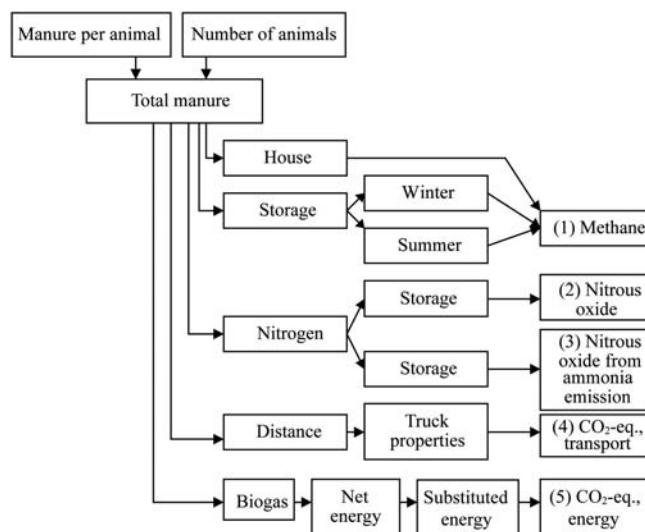 Manure per animal
Number of animals
Total manure
House
Storage
Winter
Summer
(1) Methane
Nitrogen
Storage
(2) Nitrous
oxide
Storage
(3) Nitrous
oxide from
ammonia
emission
Distance
Truck
properties
(4) CO₂-eq.,
transport
Biogas
Net
energy
Substituted
energy
(5) CO₂-eq.,
energy